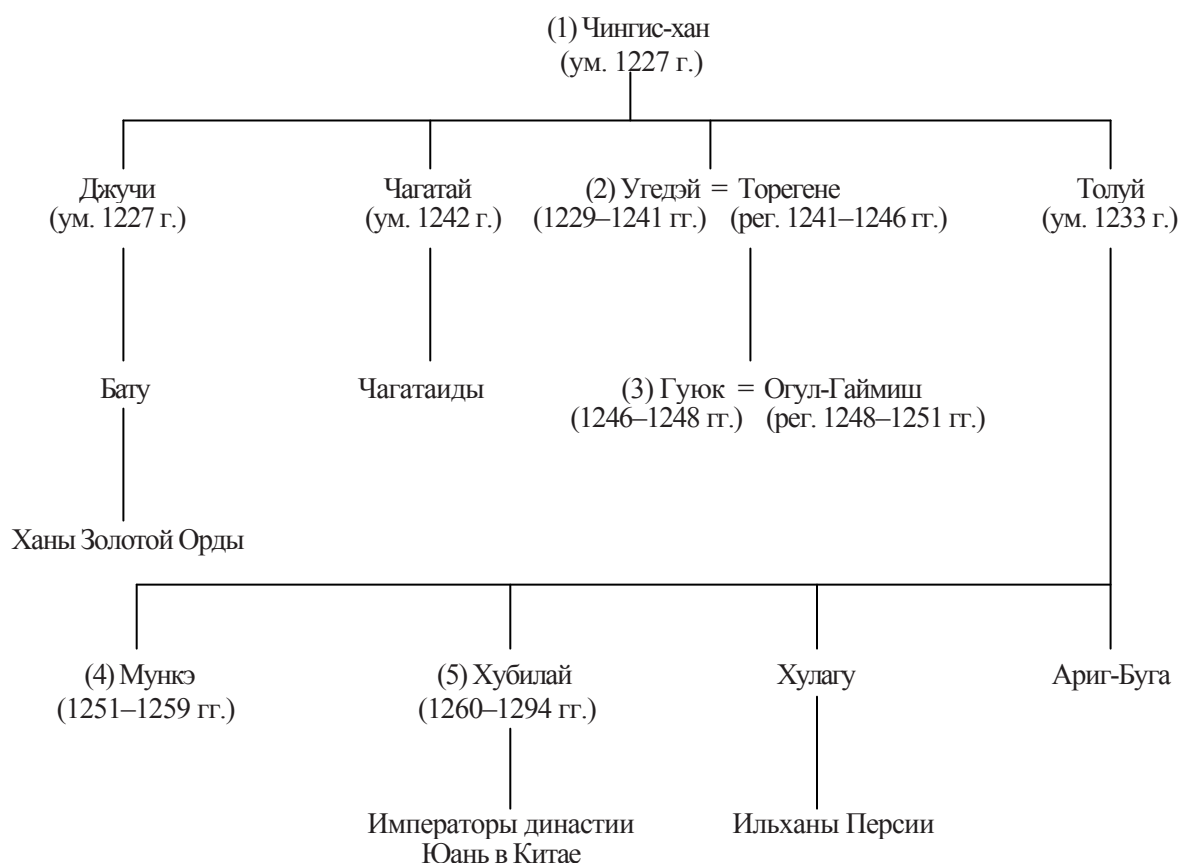 (1) Чингис-хан
(ум. 1227 г.)
Джучи
(ум. 1227 г.)
Чагатай
(ум. 1242 г.)
(2) Угедэй = Торегене
(1229–1241 гг.) (рег. 1241–1246 гг.)
Толуй
(ум. 1233 г.)
Бату
Чагатаиды
(3) Гуюк = Огул-Гаймиш
(1246–1248 гг.) (рег. 1248–1251 гг.)
Ханы Золотой Орды
(4) Мункэ
(1251–1259 гг.)
(5) Хубилай
(1260–1294 гг.)
Хулагу
Ариг-Буга
Императоры династии
Юань в Китае
Ильханы Персии